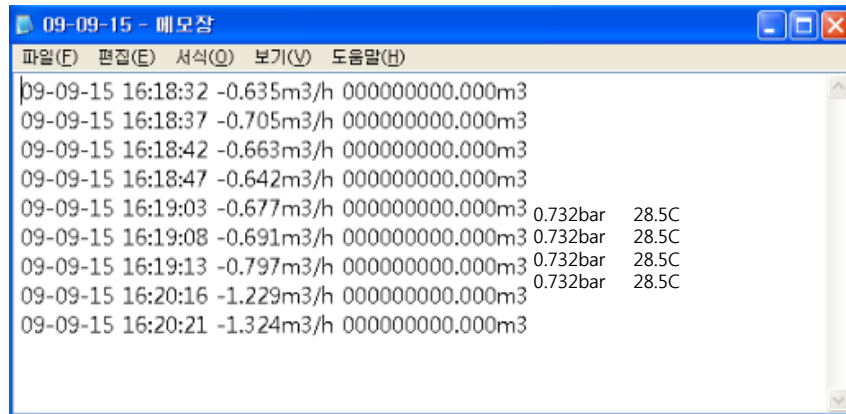 09-09-15 - 메모장
파일(F) 편집(E) 서식(O) 보기(V) 도움말(H)
09-09-15 16:18:32 -0.635m3/h 000000000.000m3
09-09-15 16:18:37 -0.705m3/h 000000000.000m3
09-09-15 16:18:42 -0.663m3/h 000000000.000m3
09-09-15 16:18:47 -0.642m3/h 000000000.000m3
09-09-15 16:19:03 -0.677m3/h 000000000.000m3 0.732bar 28.5C
09-09-15 16:19:08 -0.691m3/h 000000000.000m3 0.732bar 28.5C
09-09-15 16:19:13 -0.797m3/h 000000000.000m3 0.732bar 28.5C
09-09-15 16:20:16 -1.229m3/h 000000000.000m3 0.732bar 28.5C
09-09-15 16:20:21 -1.324m3/h 000000000.000m3